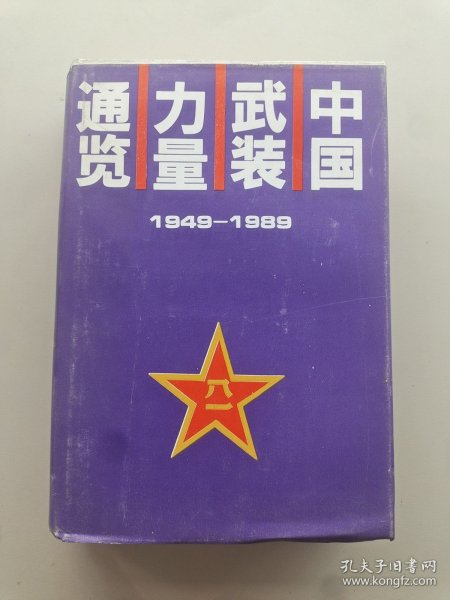 中国
武装
力量
通览
1949-1989
八一
孔夫子旧书网
www.kongfz.com